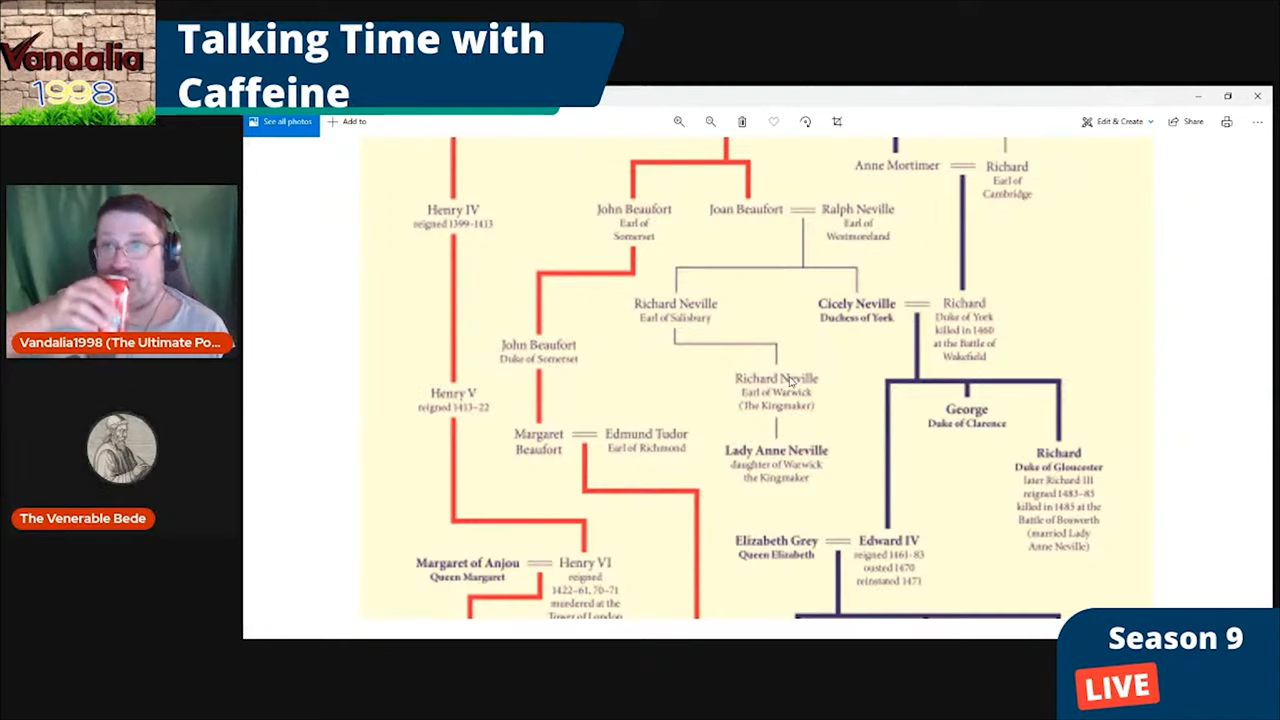 Vandalia
1998
Talking Time with
Caffeine
See all photos
Add to
Edit & Create
Share
Anne Mortimer
Richard
Earl of
Cambridge
Henry IV
reigned 1399-1413
John Beaufort
Earl of
Somerset
Joan Beaufort
Ralph Neville
Earl of
Westmoreland
Richard Neville
Earl of Salisbury
Cicely Neville
Duchess of York
Richard
Duke of York
killed in 1460
at the Battle of
Wakefield
John Beaufort
Duke of Somerset
Richard Neville
Earl of Warwick
(The Kingmaker)
Henry V
reigned 1413-22
George
Duke of Clarence
Margaret
Beaufort
Edmund Tudor
Earl of Richmond
Lady Anne Neville
daughter of Warwick
the Kingmaker
Richard
Duke of Gloucester
later Richard III
reigned 1483-85
killed in 1485 at the
Battle of Bosworth
(married Lady
Anne Neville)
Elizabeth Grey
Queen Elizabeth
Edward IV
reigned 1461-83
ousted 1470
reinstated 1471
Margaret of Anjou
Queen Margaret
Henry VI
reigned
1422-61, 70-71
murdered at the
Tower of London
Vandalia1998 (The Ultimate Po...
The Venerable Bede
Season 9
LIVE